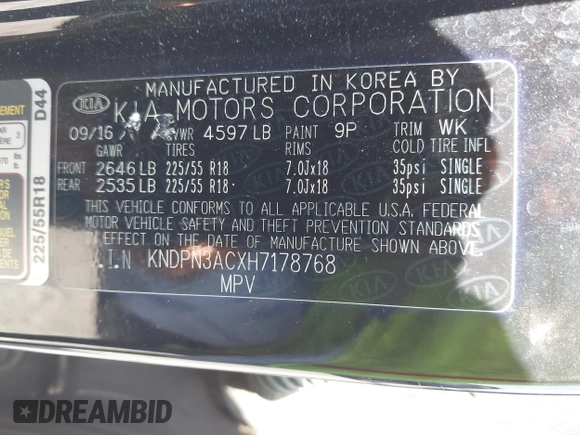 MANUFACTURED IN KOREA BY
KIA KIA MOTORS CORPORATION
09/16 GVWR 4597 LB PAINT 9P TRIM WK
GAWR TIRES RIMS COLD TIRE INFL
FRONT 2646 LB 225/55 R18 7.0Jx18 35psi SINGLE
REAR 2535 LB 225/55 R18 7.0Jx18 35psi SINGLE
THIS VEHICLE CONFORMS TO ALL APPLICABLE U.S.A. FEDERAL
MOTOR VEHICLE SAFETY AND THEFT PREVENTION STANDARDS
IN EFFECT ON THE DATE OF MANUFACTURE SHOWN ABOVE.
V.I.N KNDPN3ACXH7178768
MPV
D44
225/55R18
DREAMBID